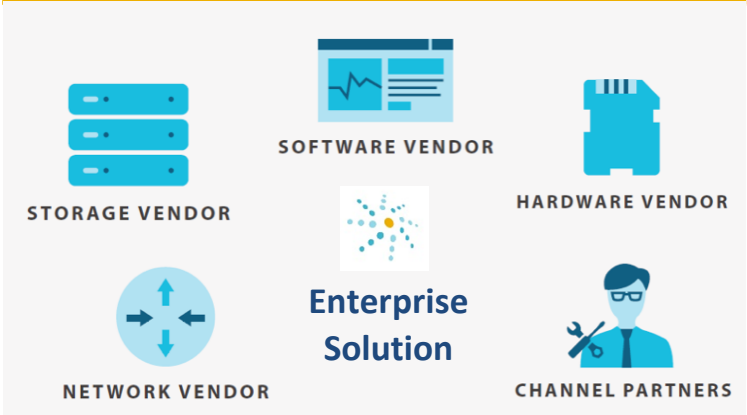 SOFTWARE VENDOR
STORAGE VENDOR
HARDWARE VENDOR
Enterprise
Solution
NETWORK VENDOR
CHANNEL PARTNERS